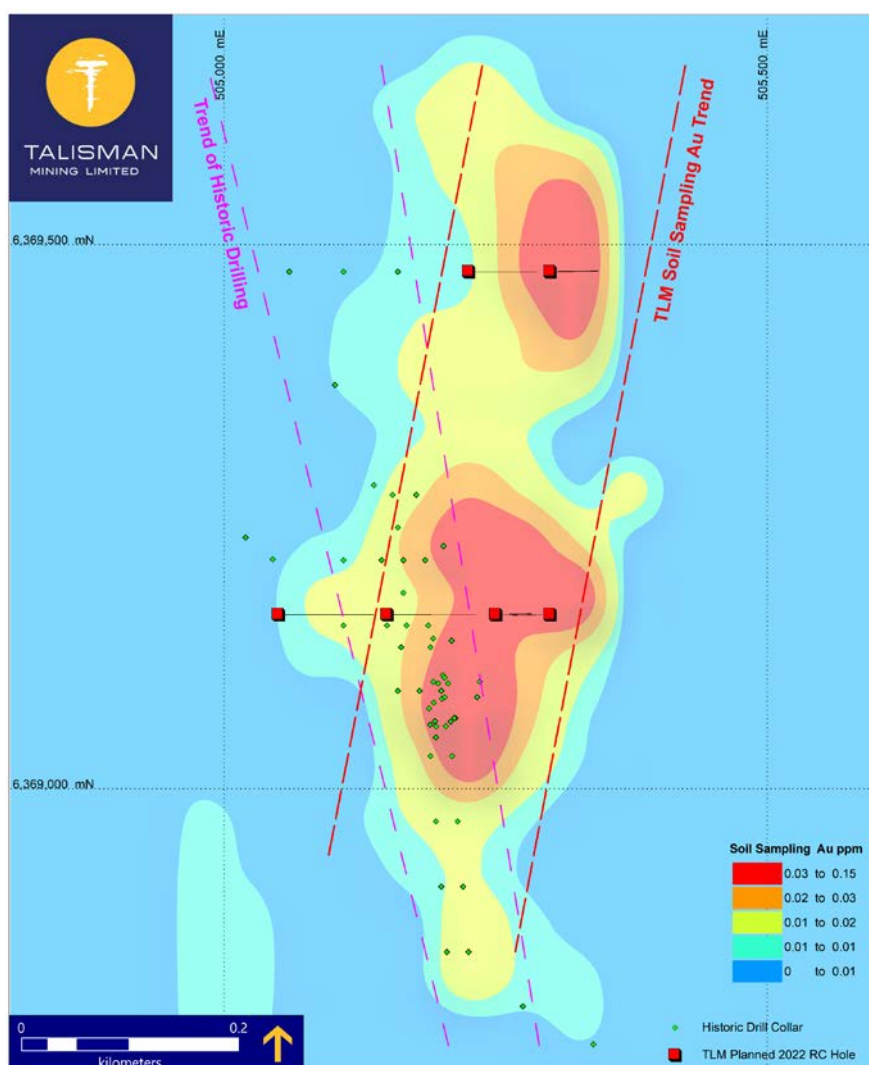 505,000 mE
505,500 mE
TALISMAN
MINING LIMITED
Trend of Historic Drilling
TLM Soil Sampling Au Trend
6,369,500 mN
6,369,000 mN
Soil Sampling Au ppm
0.03 to 0.15
0.02 to 0.03
0.01 to 0.02
0.01 to 0.01
0 to 0.01
0 0.2
kilometers
Historic Drill Collar
TLM Planned 2022 RC Hole